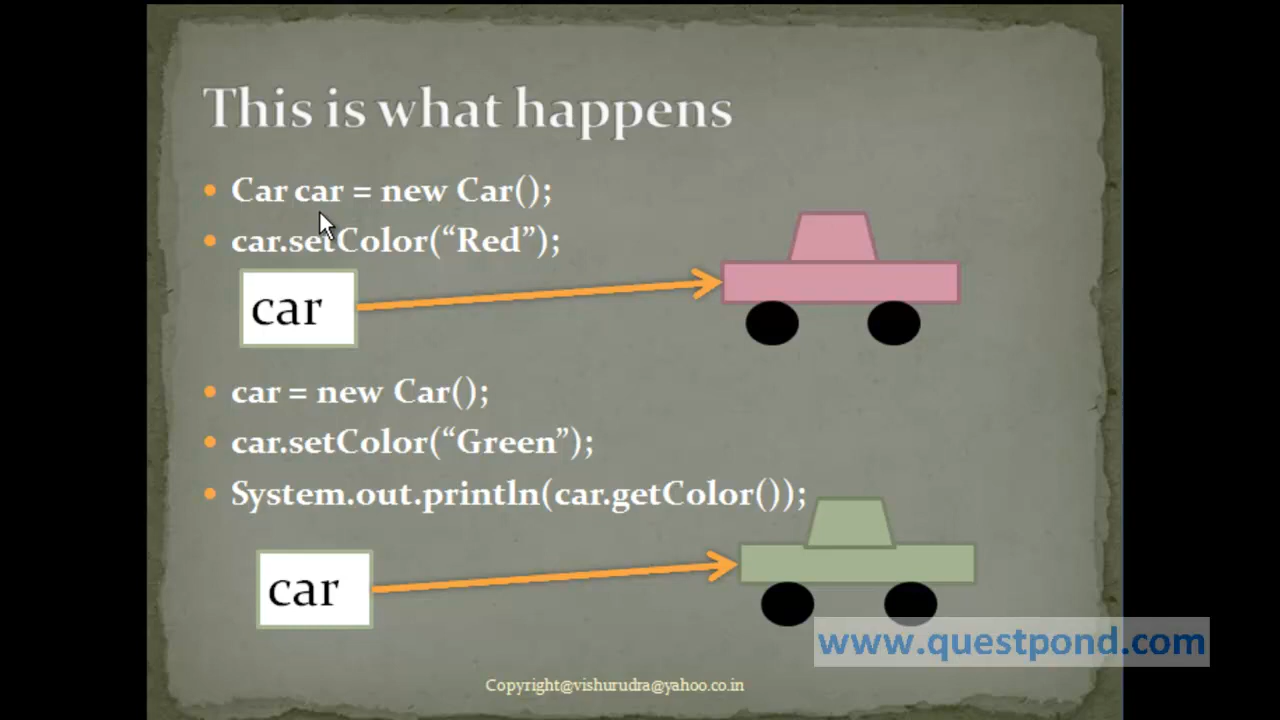 This is what happens
Car car = new Car();
car.setColor(“Red”);
car
car = new Car();
car.setColor(“Green”);
System.out.println(car.getColor());
car
www.questpond.com
Copyright@vishurudra@yahoo.co.in